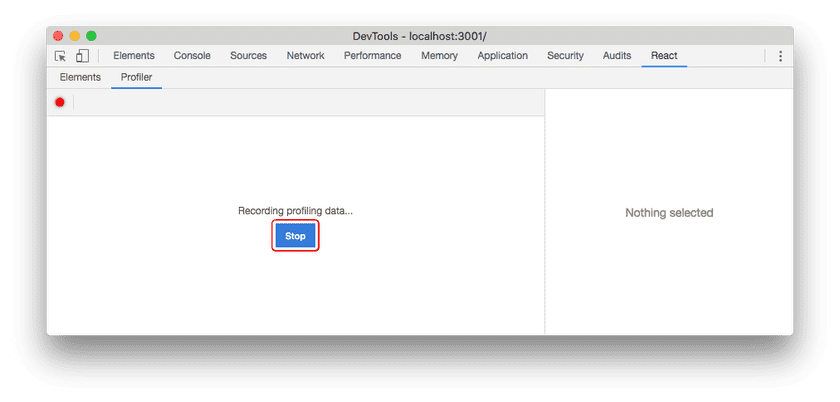 DevTools - localhost:3001/
Elements Console Sources Network Performance Memory Application Security Audits React
Elements Profiler
Recording profiling data...
Stop
Nothing selected